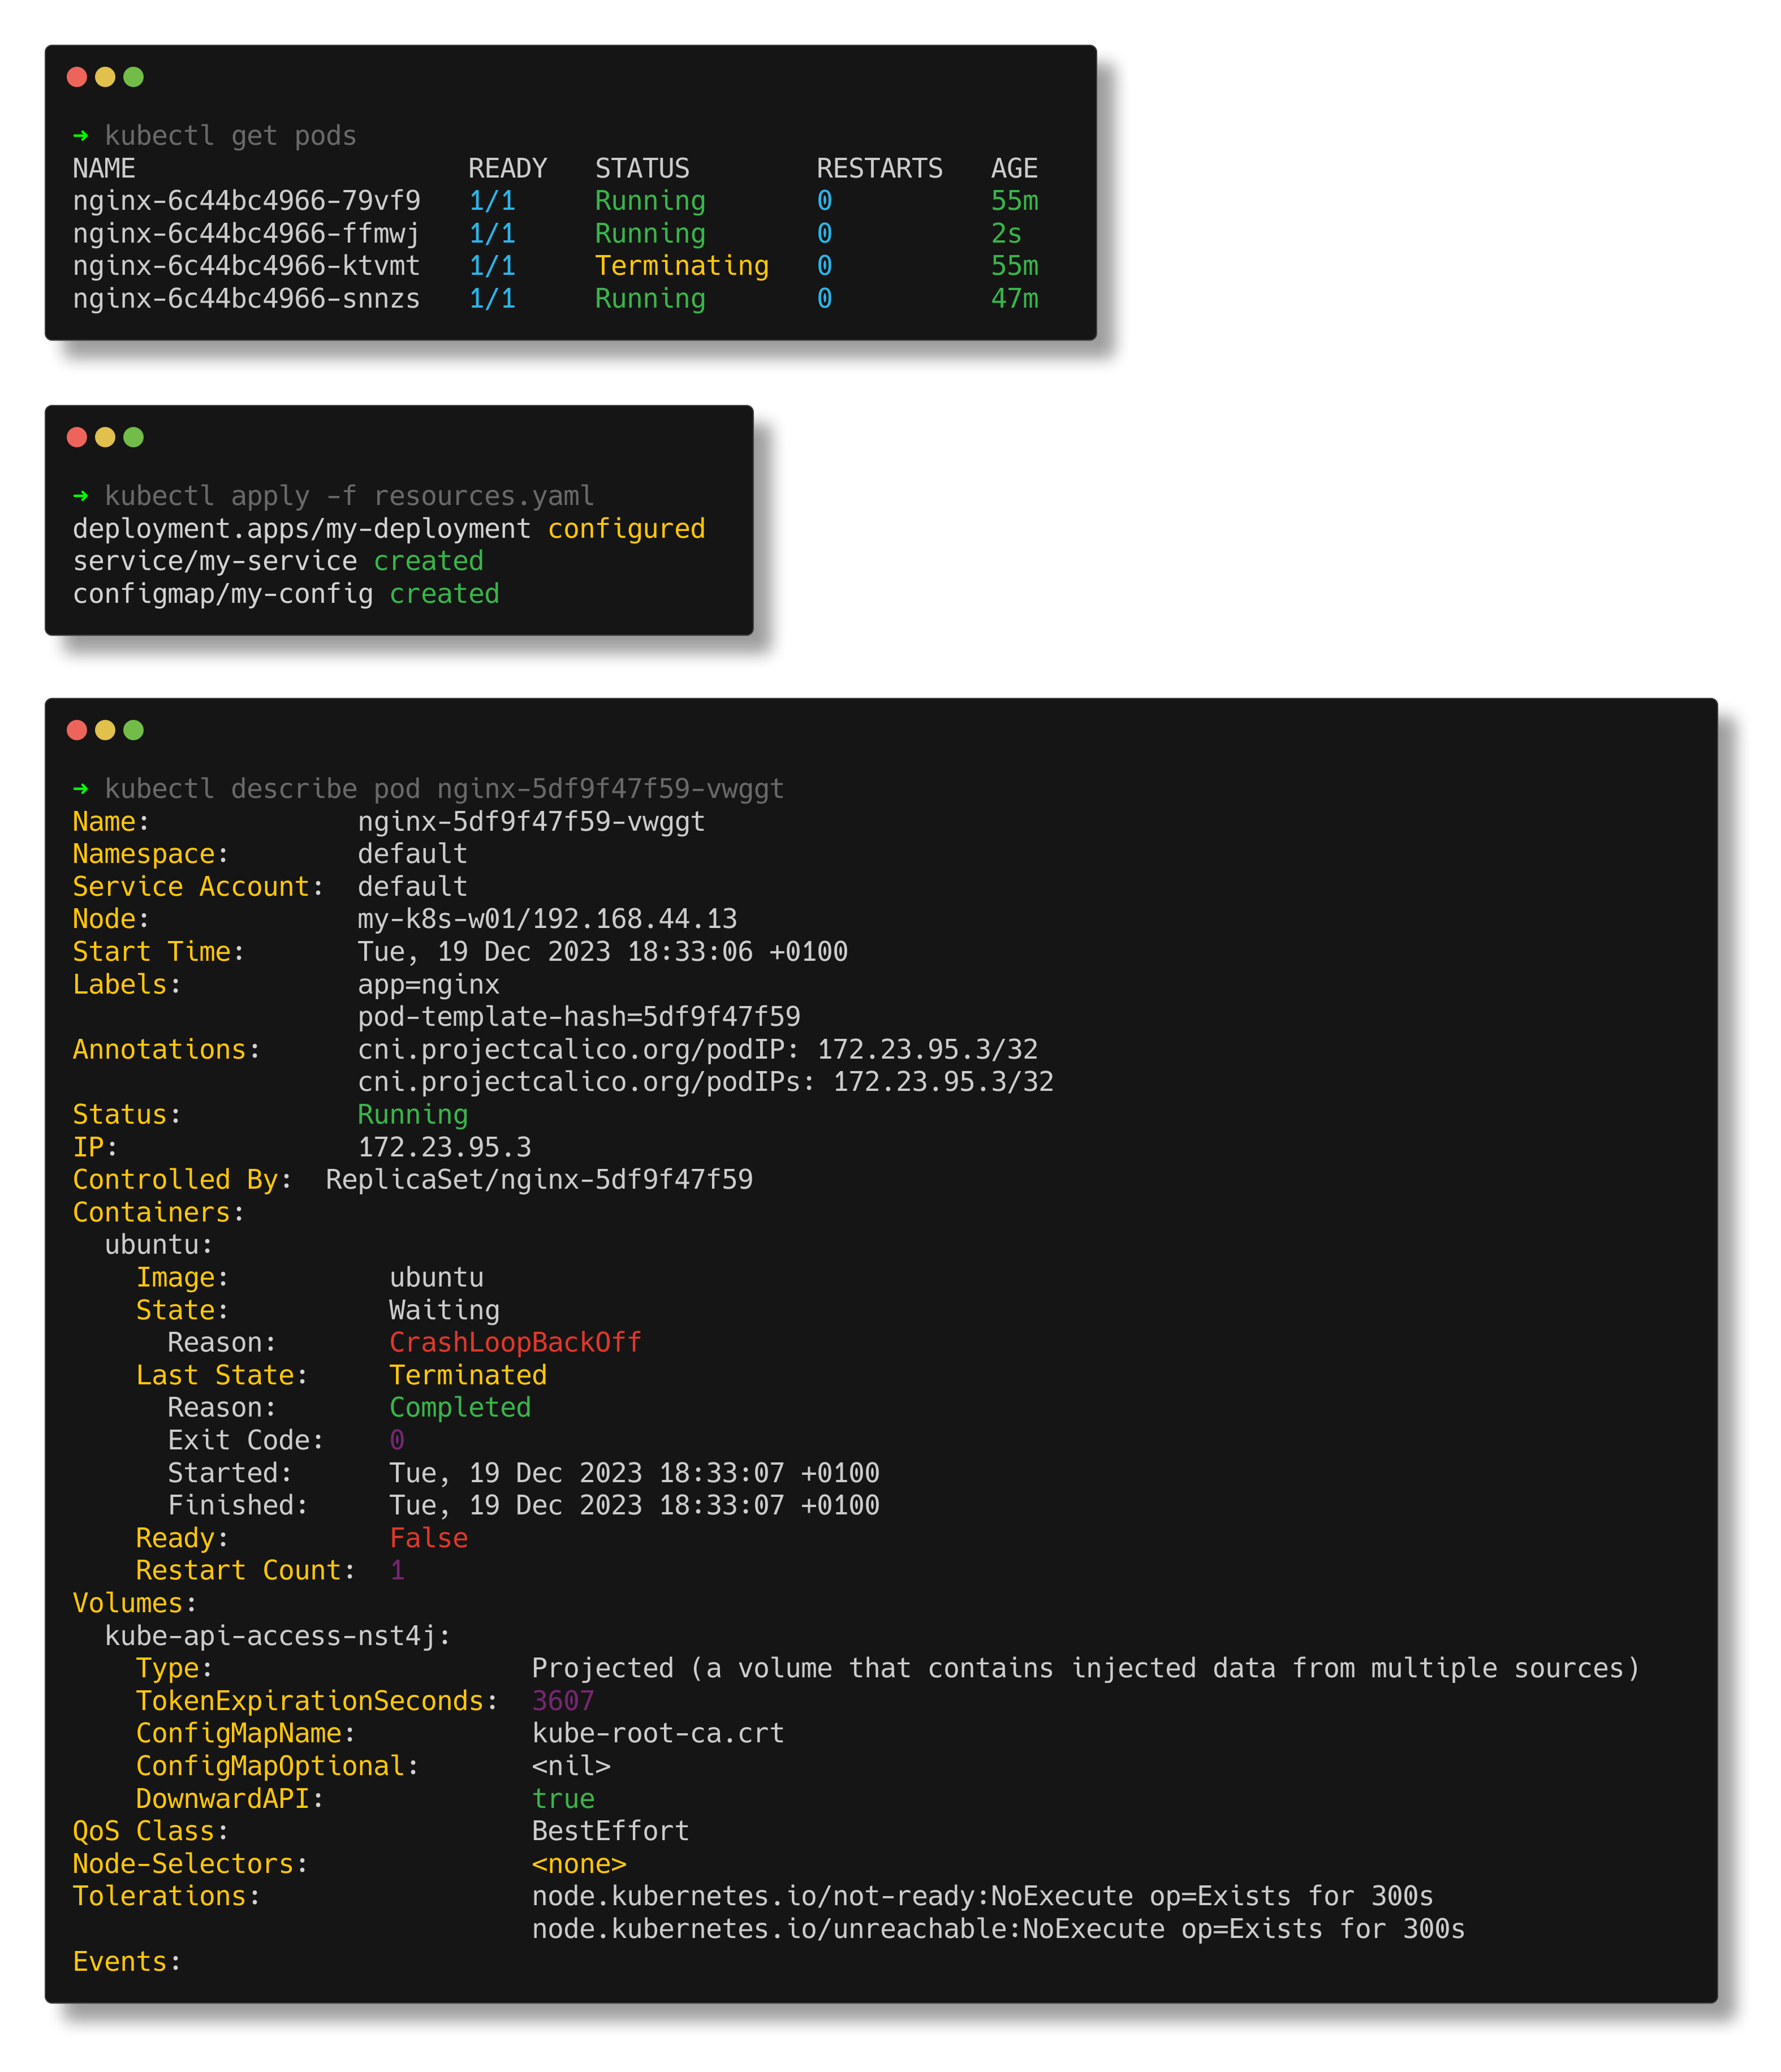 ➜ kubectl get pods
NAME                     READY   STATUS        RESTARTS   AGE
nginx-6c44bc4966-79vf9   1/1     Running       0          55m
nginx-6c44bc4966-ffmwj   1/1     Running       0          2s
nginx-6c44bc4966-ktvmt   1/1     Terminating   0          55m
nginx-6c44bc4966-snnzs   1/1     Running       0          47m
➜ kubectl apply -f resources.yaml
deployment.apps/my-deployment configured
service/my-service created
configmap/my-config created
➜ kubectl describe pod nginx-5df9f47f59-vwggt
Name:             nginx-5df9f47f59-vwggt
Namespace:        default
Service Account:  default
Node:             my-k8s-w01/192.168.44.13
Start Time:       Tue, 19 Dec 2023 18:33:06 +0100
Labels:           app=nginx
                  pod-template-hash=5df9f47f59
Annotations:      cni.projectcalico.org/podIP: 172.23.95.3/32
                  cni.projectcalico.org/podIPs: 172.23.95.3/32
Status:           Running
IP:               172.23.95.3
Controlled By:  ReplicaSet/nginx-5df9f47f59
Containers:
  ubuntu:
    Image:          ubuntu
    State:          Waiting
      Reason:       CrashLoopBackOff
    Last State:     Terminated
      Reason:       Completed
      Exit Code:    0
      Started:      Tue, 19 Dec 2023 18:33:07 +0100
      Finished:     Tue, 19 Dec 2023 18:33:07 +0100
    Ready:          False
    Restart Count:  1
Volumes:
  kube-api-access-nst4j:
    Type:                    Projected (a volume that contains injected data from multiple sources)
    TokenExpirationSeconds:  3607
    ConfigMapName:           kube-root-ca.crt
    ConfigMapOptional:       <nil>
    DownwardAPI:             true
QoS Class:                   BestEffort
Node-Selectors:              <none>
Tolerations:                 node.kubernetes.io/not-ready:NoExecute op=Exists for 300s
                             node.kubernetes.io/unreachable:NoExecute op=Exists for 300s
Events: